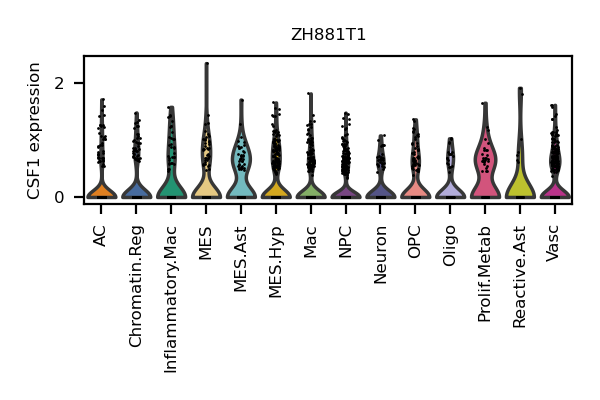 ZH881T1
CSF1 expression
2
0
AC
Chromatin.Reg
Inflammatory.Mac
MES
MES.Ast
MES.Hyp
Mac
NPC
Neuron
OPC
Oligo
Prolif.Metab
Reactive.Ast
Vasc